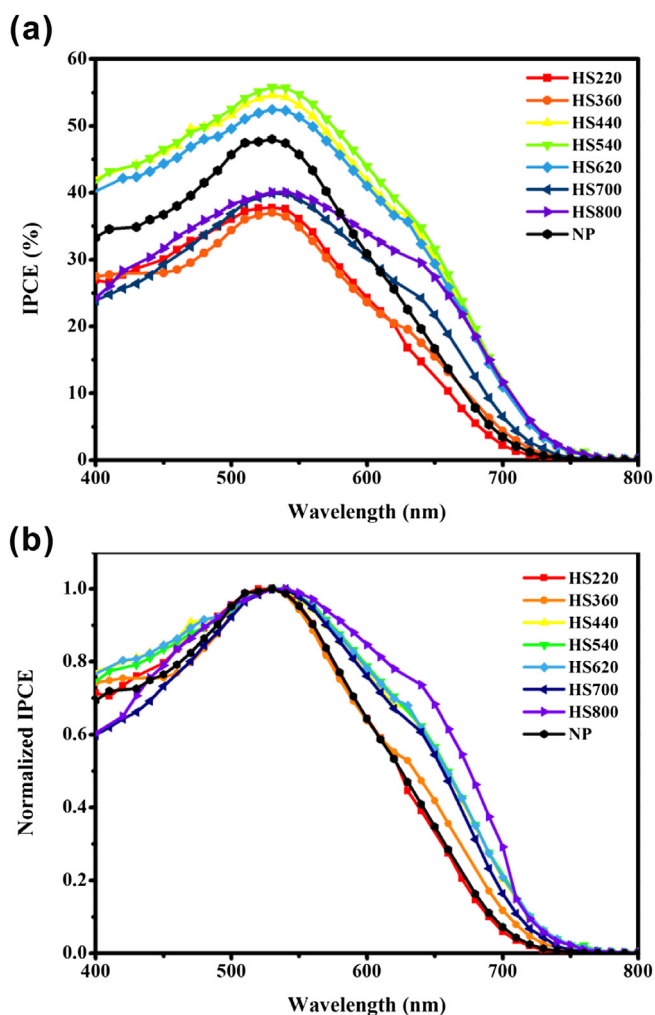 (a)
60
50
40
30
20
10
0
IPCE (%)
HS220
HS360
HS440
HS540
HS620
HS700
HS800
NP
400 500 600 700 800
Wavelength (nm)
(b)
1.0
0.8
0.6
0.4
0.2
0.0
Normalized IPCE
HS220
HS360
HS440
HS540
HS620
HS700
HS800
NP
400 500 600 700 800
Wavelength (nm)